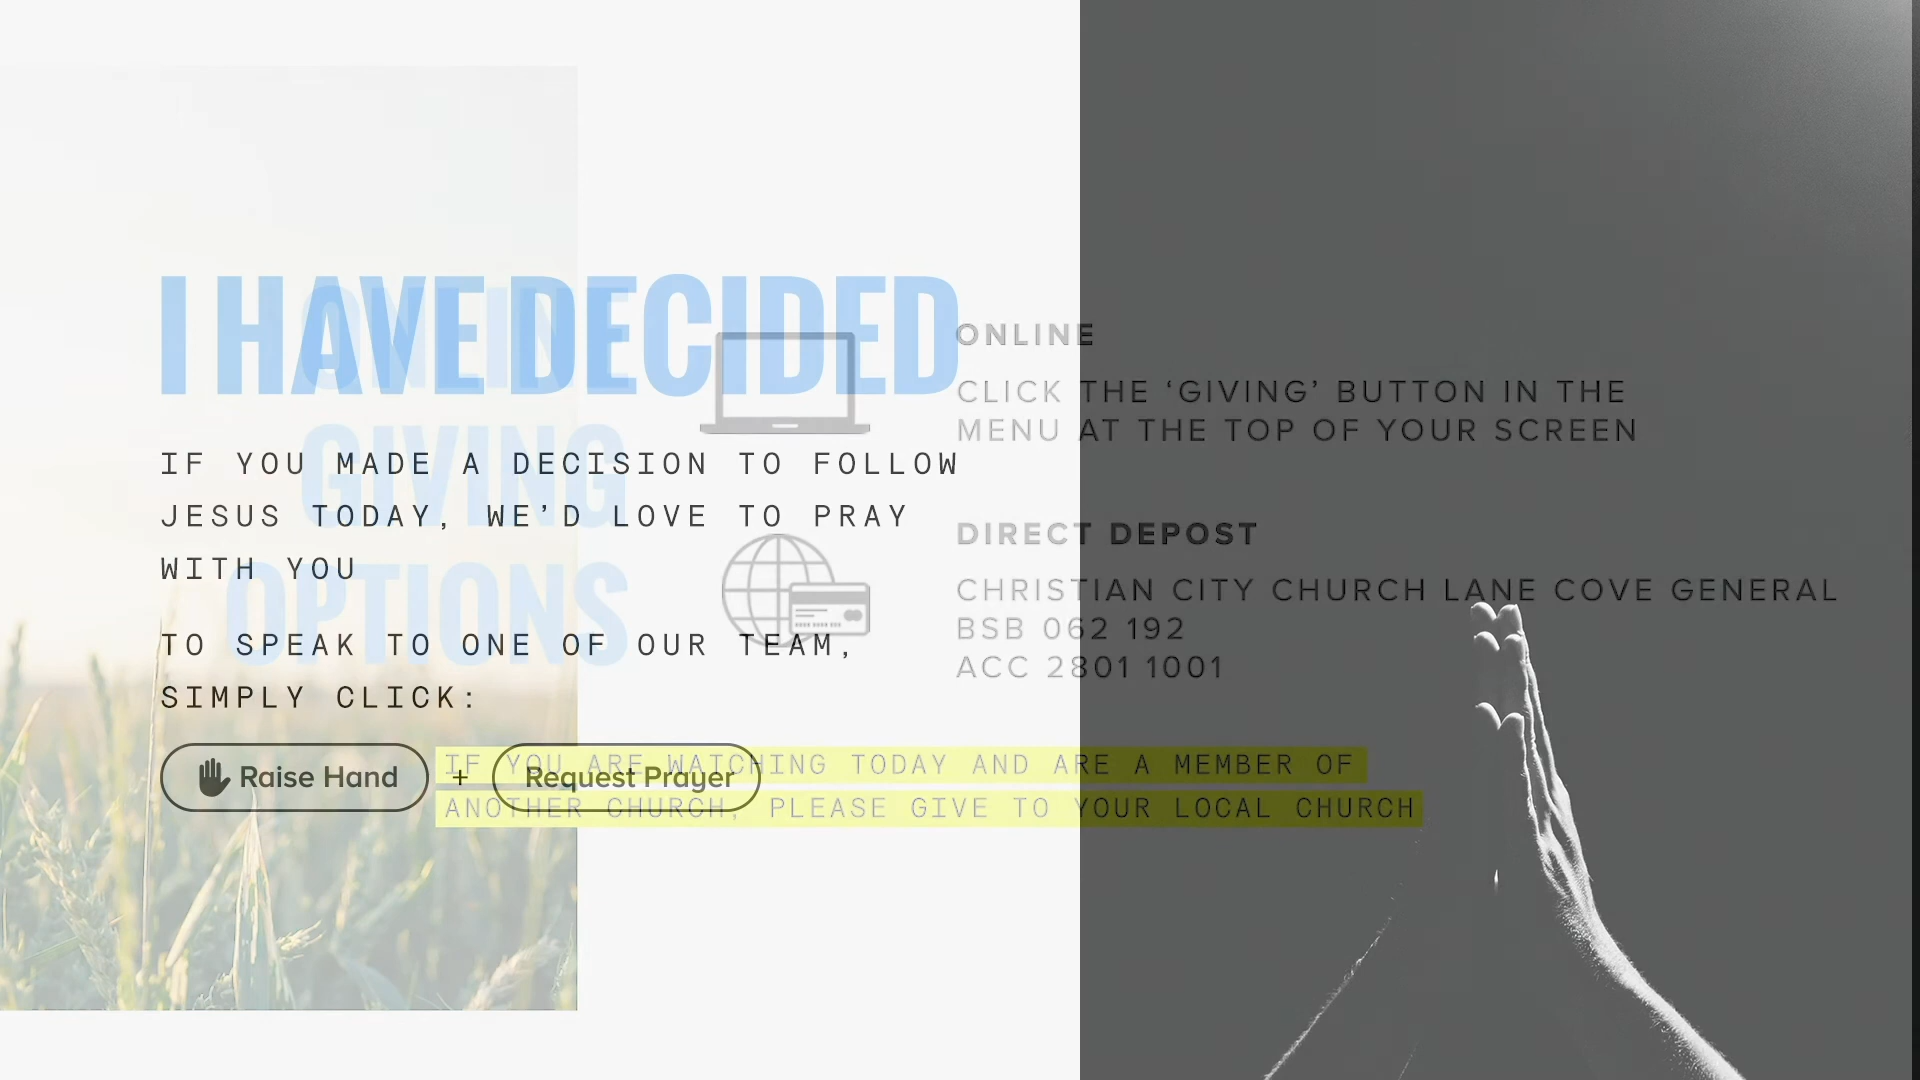 I HAVE DECIDED
IF YOU MADE A DECISION TO FOLLOW
JESUS TODAY, WE’D LOVE TO PRAY
WITH YOU
TO SPEAK TO ONE OF OUR TEAM,
SIMPLY CLICK:
Raise Hand + Request Prayer
ONLINE
GIVING
OPTIONS
ONLINE
CLICK THE ‘GIVING’ BUTTON IN THE
MENU AT THE TOP OF YOUR SCREEN
DIRECT DEPOST
CHRISTIAN CITY CHURCH LANE COVE GENERAL
BSB 062 192
ACC 2801 1001
IF YOU ARE WATCHING TODAY AND ARE A MEMBER OF
ANOTHER CHURCH, PLEASE GIVE TO YOUR LOCAL CHURCH